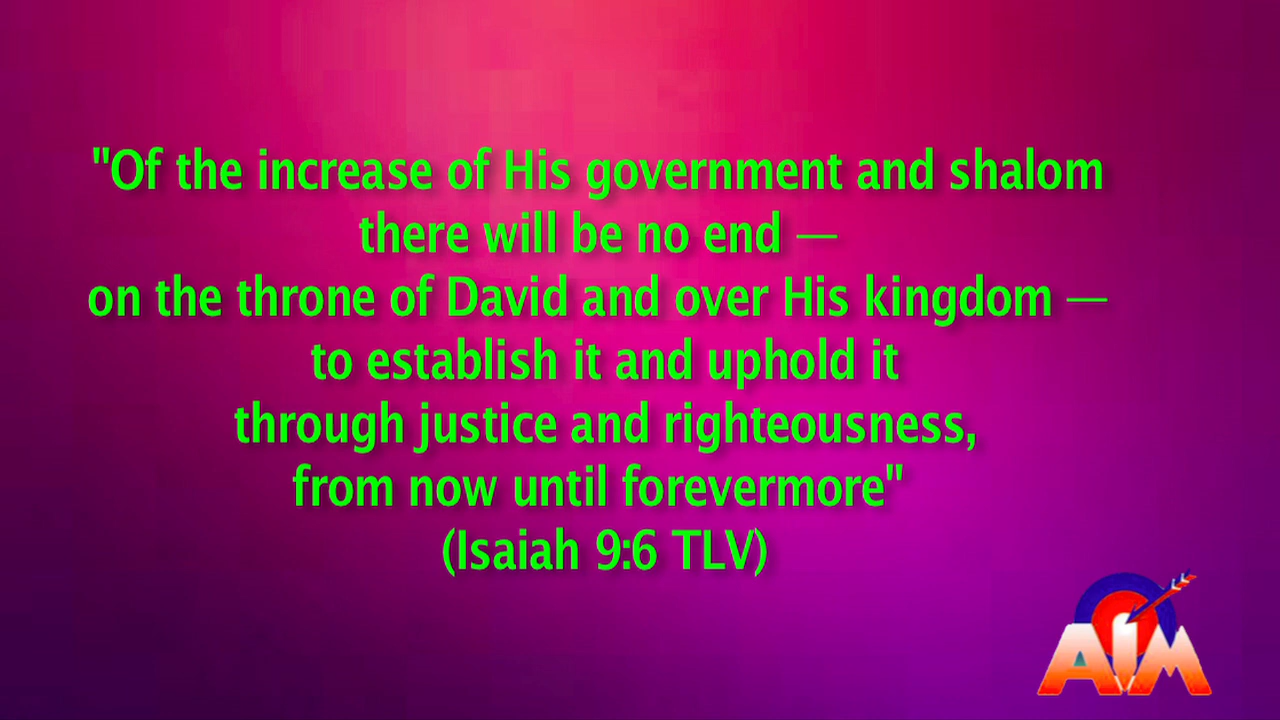 "Of the increase of His government and shalom
there will be no end —
on the throne of David and over His kingdom —
to establish it and uphold it
through justice and righteousness,
from now until forevermore"
(Isaiah 9:6 TLV)
AIM